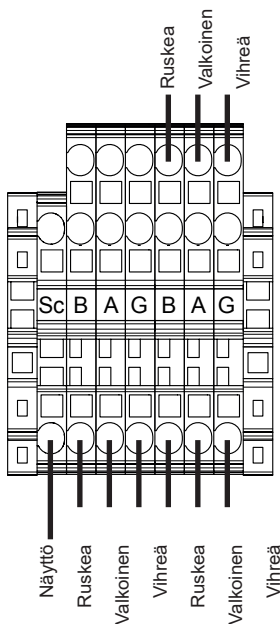 Ruskea
Valkoinen
Vihreä
Sc B A G B A G
Näyttö
Ruskea
Valkoinen
Vihreä
Ruskea
Valkoinen
Vihreä